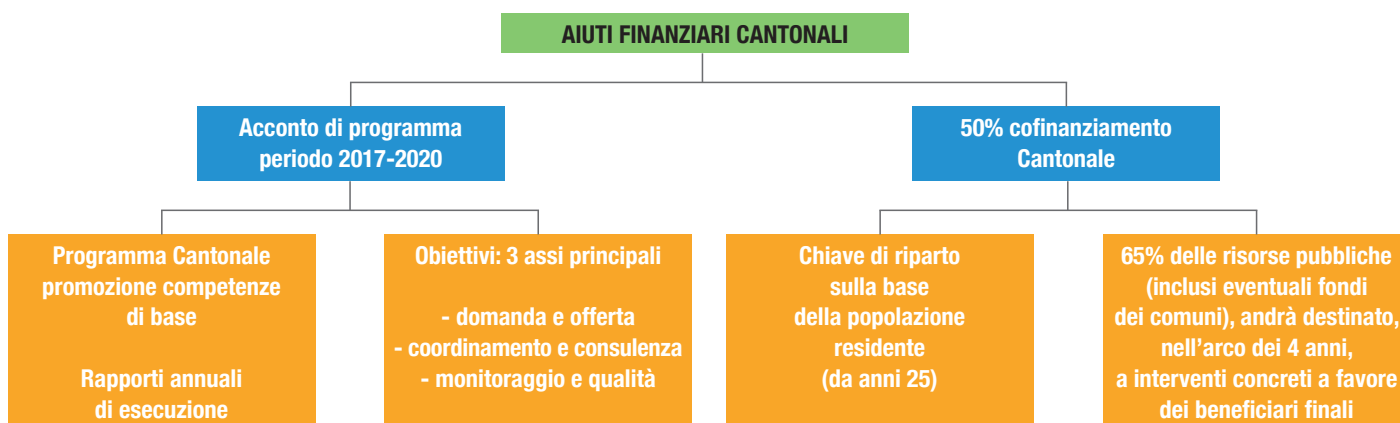 AIUTI FINANZIARI CANTONALI
Acconto di programma
periodo 2017-2020
50% cofinanziamento
Cantonale
Programma Cantonale
promozione competenze
di base
Rapporti annuali
di esecuzione
Obiettivi: 3 assi principali
- domanda e offerta
- coordinamento e consulenza
- monitoraggio e qualità
Chiave di riparto
sulla base
della popolazione
residente
(da anni 25)
65% delle risorse pubbliche
(inclusi eventuali fondi
dei comuni), andrà destinato,
nell'arco dei 4 anni,
a interventi concreti a favore
dei beneficiari finali